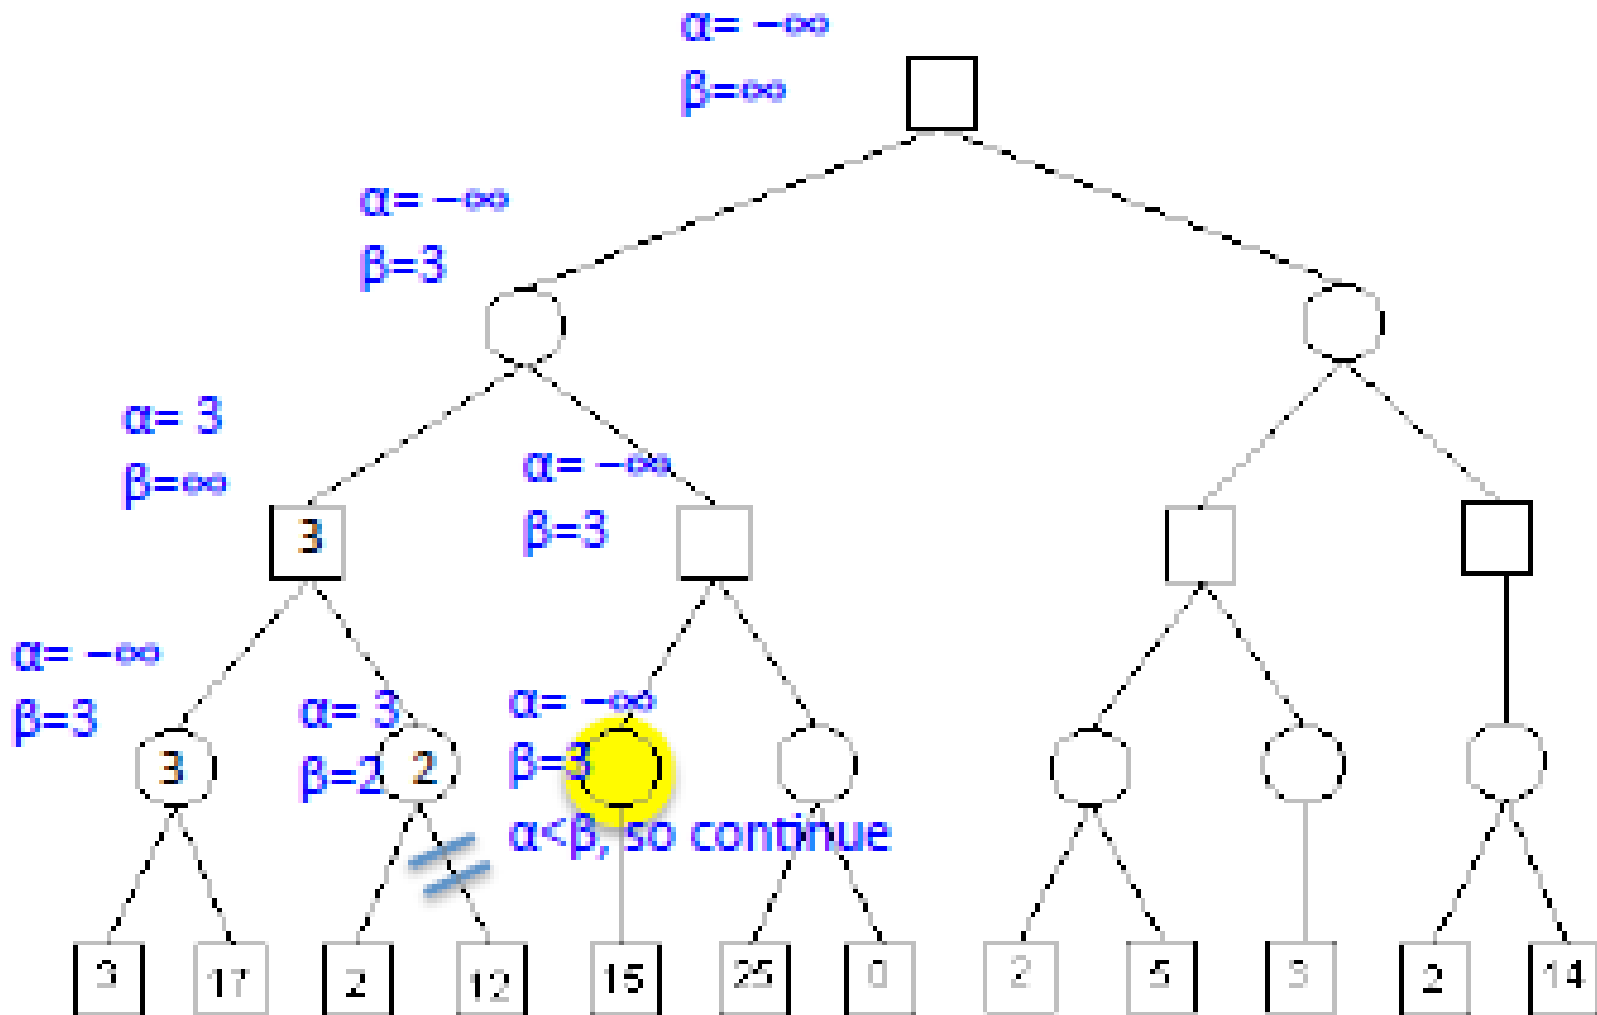 α= −∞
β=∞
α= −∞
β=3
α= 3
β=∞
α= −∞
β=3
3
α= −∞
β=3
α= 3
β=2
α= −∞
β=3
3
2
α<β, so continue
3 17 2 12 15 25 0 2 5 3 2 14